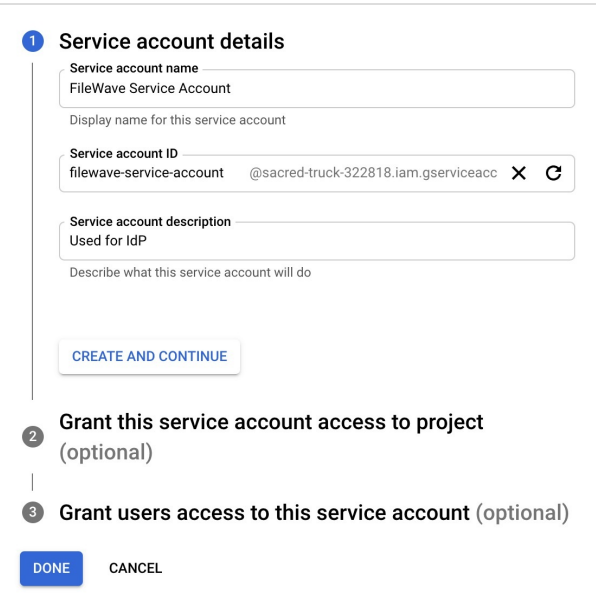 1 Service account details
Service account name
FileWave Service Account
Display name for this service account
Service account ID
filewave-service-account @sacred-truck-322818.iam.gserviceacc
Service account description
Used for IdP
Describe what this service account will do
CREATE AND CONTINUE
2 Grant this service account access to project
(optional)
3 Grant users access to this service account (optional)
DONE CANCEL